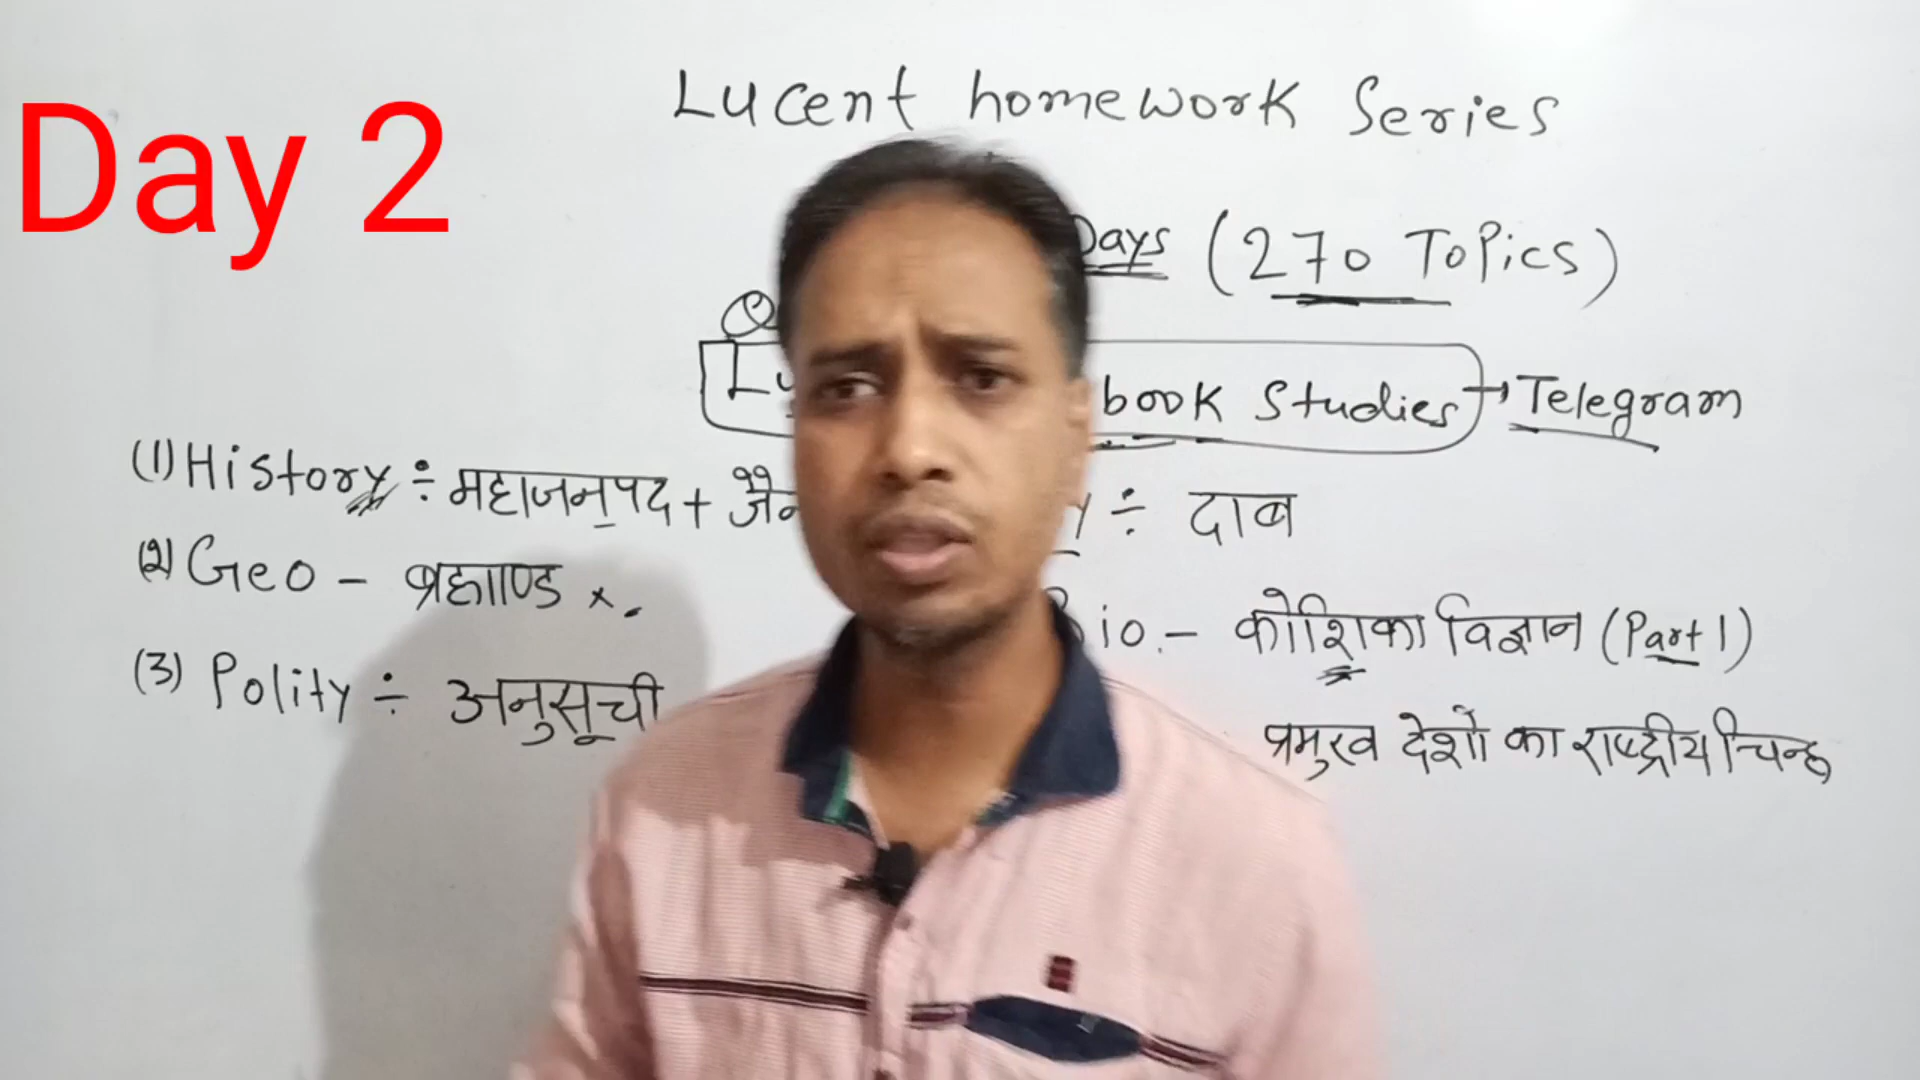 Day 2
Lucent homework Series
Days (270 Topics)
book Studies → Telegram
(1) History ÷ महाजनपद +
(2) Geo - ब्रह्माण्ड x.
(3) Polity ÷ अनुसूची
÷ दाब
Bio. - कोशिका विज्ञान (Part 1)
प्रमुख देशों का राष्ट्रीय चिन्ह